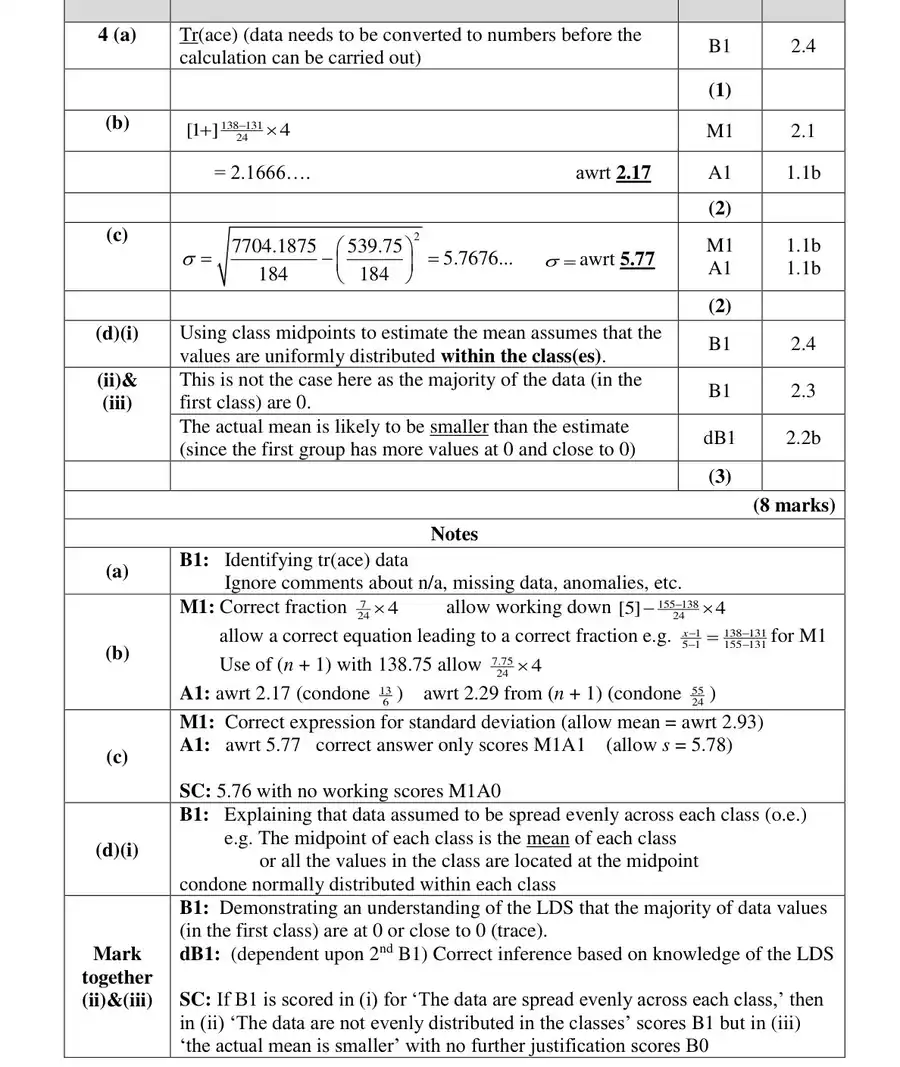 4 (a) Tr(ace) (data needs to be converted to numbers before the calculation can be carried out) B1 2.4
(1)
(b) [1+] (138–131)/24 × 4 M1 2.1
= 2.1666…. awrt 2.17 A1 1.1b
(2)
(c) σ = √(7704.1875/184 − (539.75/184)²) = 5.7676... σ = awrt 5.77 M1 1.1b
A1 1.1b
(2)
(d)(i) Using class midpoints to estimate the mean assumes that the
values are uniformly distributed within the class(es). B1 2.4
(ii)& (iii) This is not the case here as the majority of the data (in the
first class) are 0. B1 2.3
The actual mean is likely to be smaller than the estimate
(since the first group has more values at 0 and close to 0) dB1 2.2b
(3)
(8 marks)
Notes
(a) B1: Identifying tr(ace) data
Ignore comments about n/a, missing data, anomalies, etc.
(b) M1: Correct fraction 7/24 × 4 allow working down [5] − (155–138)/24 × 4
allow a correct equation leading to a correct fraction e.g. (x–1)/(5–1) = (138–131)/(155–131) for M1
Use of (n + 1) with 138.75 allow 7.75/24 × 4
A1: awrt 2.17 (condone 13/6 ) awrt 2.29 from (n + 1) (condone 55/24 )
(c) M1: Correct expression for standard deviation (allow mean = awrt 2.93)
A1: awrt 5.77 correct answer only scores M1A1 (allow s = 5.78)
SC: 5.76 with no working scores M1A0
(d)(i) B1: Explaining that data assumed to be spread evenly across each class (o.e.)
e.g. The midpoint of each class is the mean of each class
or all the values in the class are located at the midpoint
condone normally distributed within each class
Mark together (ii)&(iii) B1: Demonstrating an understanding of the LDS that the majority of data values
(in the first class) are at 0 or close to 0 (trace).
dB1: (dependent upon 2nd B1) Correct inference based on knowledge of the LDS
SC: If B1 is scored in (i) for ‘The data are spread evenly across each class,’ then
in (ii) ‘The data are not evenly distributed in the classes’ scores B1 but in (iii)
‘the actual mean is smaller’ with no further justification scores B0